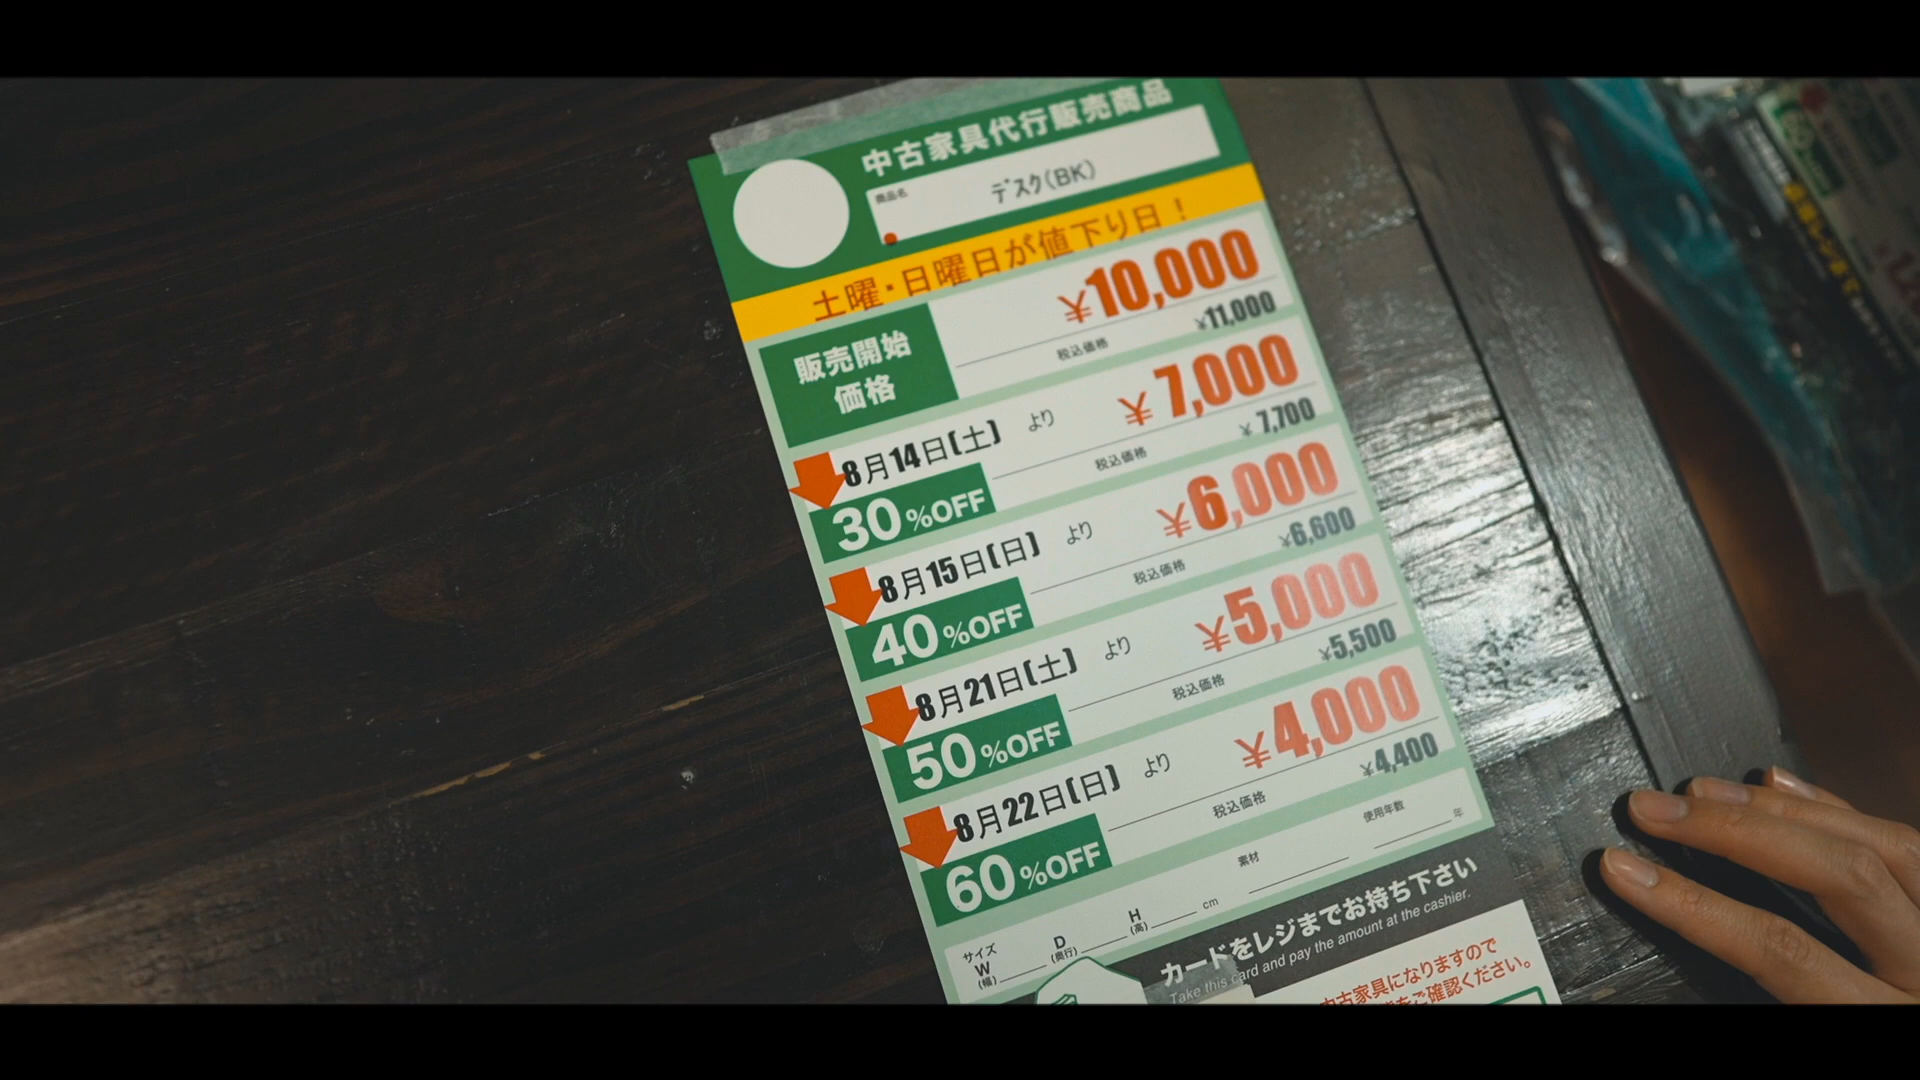 中古家具代行販売商品
商品名
デスク(BK)
土曜・日曜日が値下り日!
販売開始
価格
¥10,000
税込価格 ¥11,000
8月14日(土) より
30%OFF
¥7,000
税込価格 ¥7,700
8月15日(日) より
40%OFF
¥6,000
税込価格 ¥6,600
8月21日(土) より
50%OFF
¥5,000
税込価格 ¥5,500
8月22日(日) より
60%OFF
¥4,000
税込価格 ¥4,400
サイズ W(幅) D(奥行) H(高) cm 素材 使用年数 年
カードをレジまでお持ち下さい
Take this card and pay the amount at the cashier.
中古家具になりますので
ご確認ください。